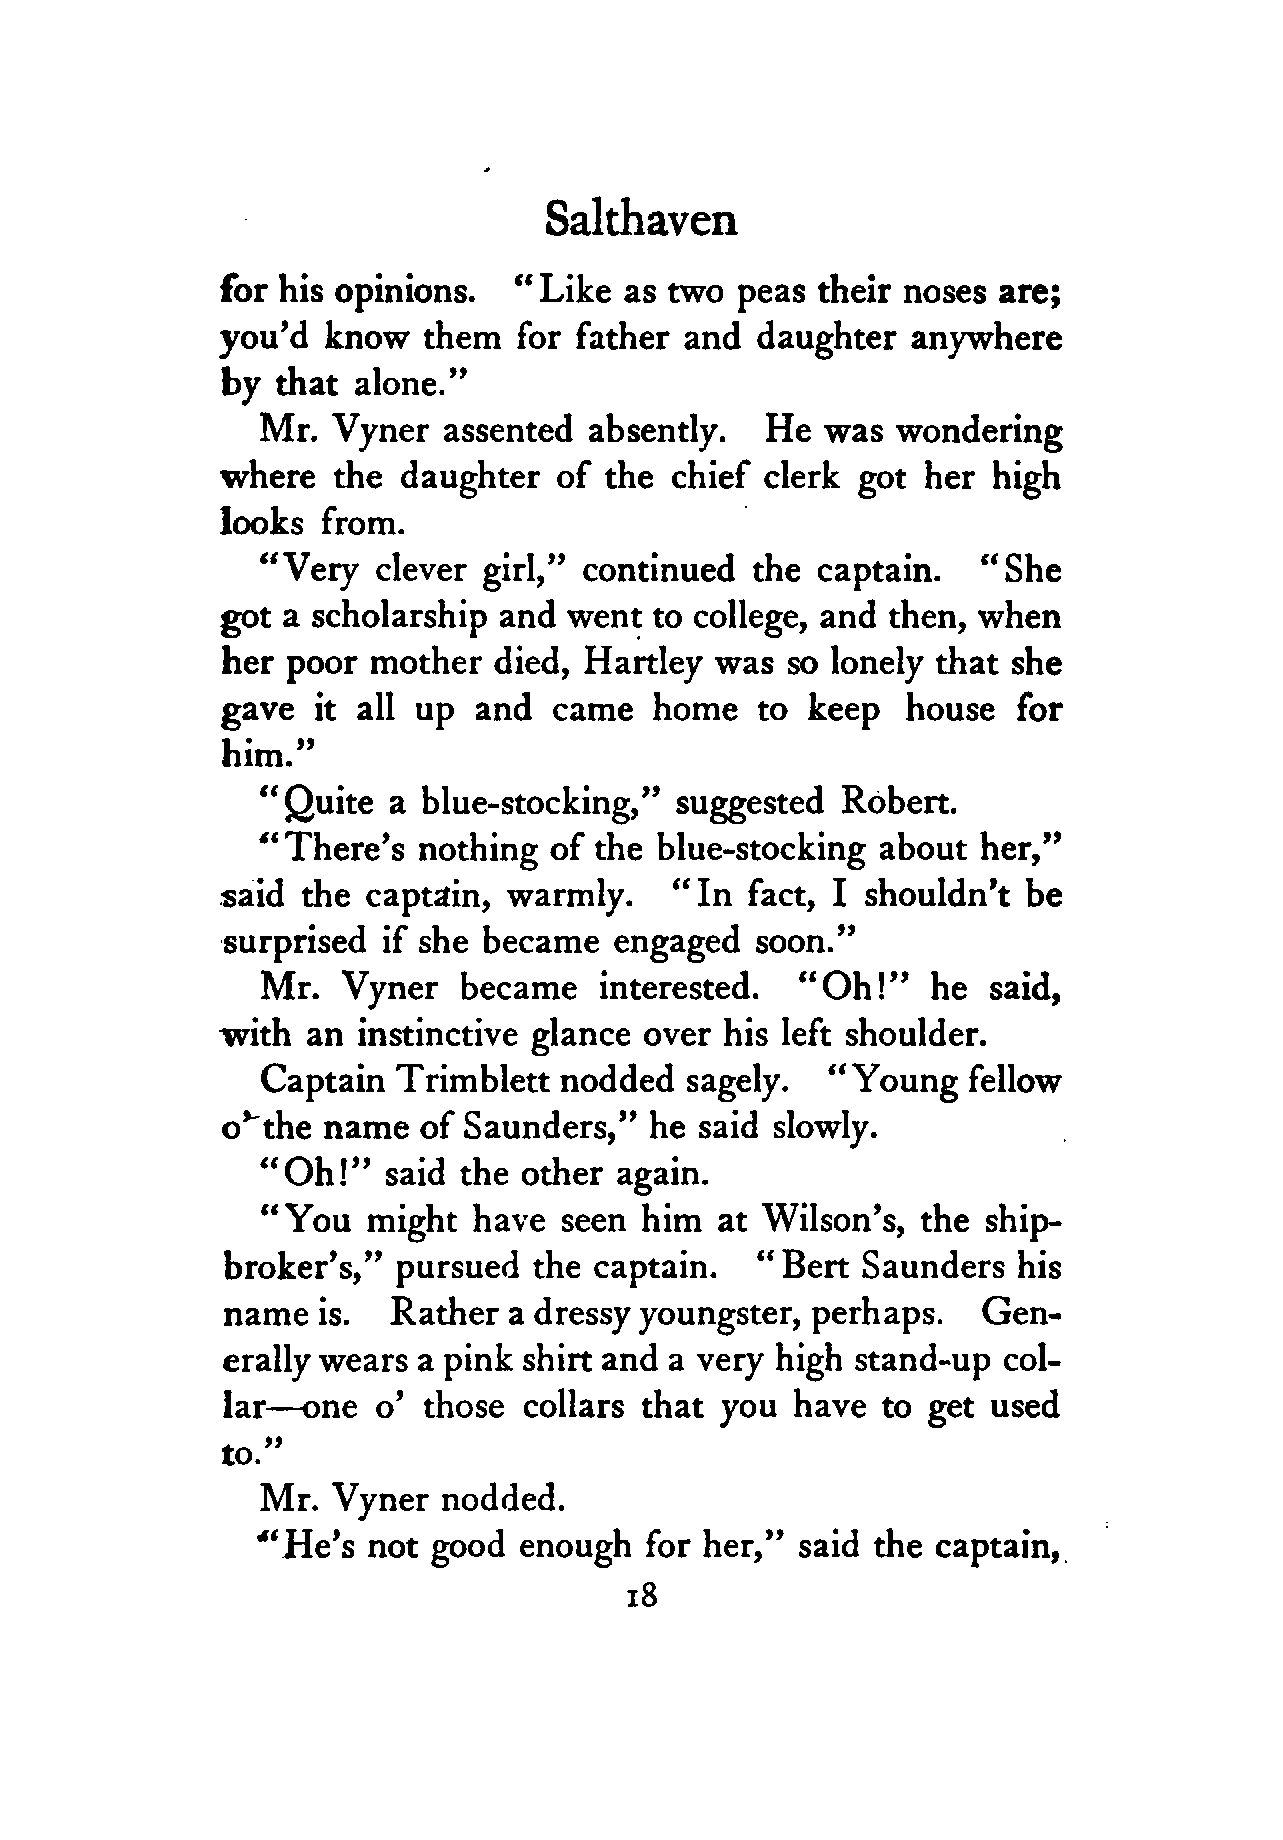 Salthaven
for his opinions. "Like as two peas their noses are;
you'd know them for father and daughter anywhere
by that alone."
Mr. Vyner assented absently. He was wondering
where the daughter of the chief clerk got her high
looks from.
"Very clever girl," continued the captain. "She
got a scholarship and went to college, and then, when
her poor mother died, Hartley was so lonely that she
gave it all up and came home to keep house for
him."
"Quite a blue-stocking," suggested Robert.
"There's nothing of the blue-stocking about her,"
said the captain, warmly. "In fact, I shouldn't be
surprised if she became engaged soon."
Mr. Vyner became interested. "Oh!" he said,
with an instinctive glance over his left shoulder.
Captain Trimblett nodded sagely. "Young fellow
o' the name of Saunders," he said slowly.
"Oh!" said the other again.
"You might have seen him at Wilson's, the ship-
broker's," pursued the captain. "Bert Saunders his
name is. Rather a dressy youngster, perhaps. Gen-
erally wears a pink shirt and a very high stand-up col-
lar—one o' those collars that you have to get used
to."
Mr. Vyner nodded.
"He's not good enough for her," said the captain,
18